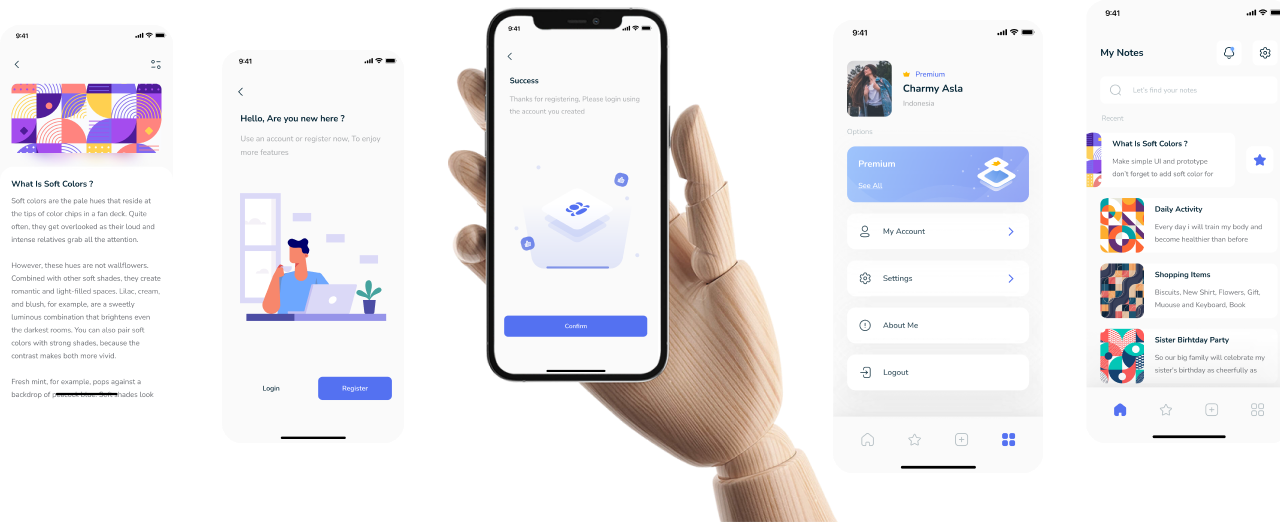 9:41
What Is Soft Colors ?
Soft colors are the pale hues that reside at
the tips of color chips in a fan deck. Quite
often, they get overlooked as their loud and
intense relatives grab all the attention.
However, these hues are not wallflowers.
Combined with other soft shades, they create
romantic and light-filled spaces. Lilac, cream,
and blush, for example, are a sweetly
luminous combination that brightens even
the darkest rooms. You can also pair soft
colors with strong shades, because the
contrast makes both more vivid.
Fresh mint, for example, pops against a
backdrop of peacock blue. Soft shades look
9:41
Hello, Are you new here ?
Use an account or register now, To enjoy
more features
Login
Register
9:41
Success
Thanks for registering, Please login using
the account you created
Confirm
9:41
Premium
Charmy Asla
Indonesia
Options
Premium
See All
My Account
Settings
About Me
Logout
9:41
My Notes
Let's find your notes
Recent
What Is Soft Colors ?
Make simple UI and prototype
don't forget to add soft color for
Daily Activity
Every day i will train my body and
become healthier than before
Shopping Items
Biscuits, New Shirt, Flowers, Gift,
Muouse and Keyboard, Book
Sister Birhtday Party
So our big family will celebrate my
sister's birthday as cheerfully as